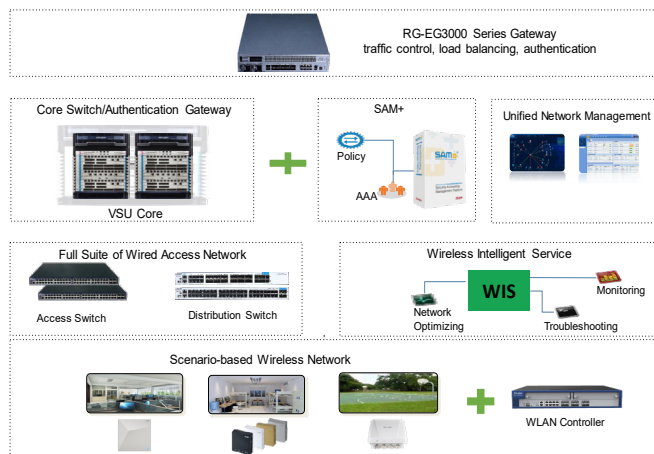 RG-EG3000 Series Gateway
traffic control, load balancing, authentication
Core Switch/Authentication Gateway
VSU Core
SAM+
Policy
AAA
SAM
Unified Network Management
Full Suite of Wired Access Network
Access Switch
Distribution Switch
Wireless Intelligent Service
WIS
Monitoring
Network
Optimizing
Troubleshooting
Scenario-based Wireless Network
WLAN Controller